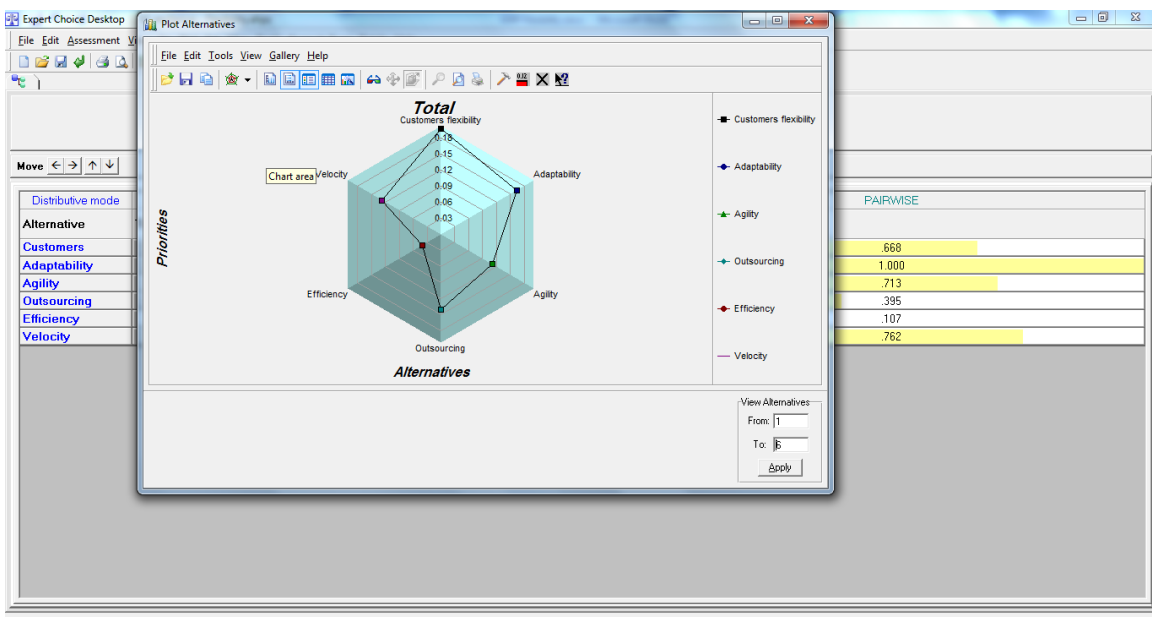 Expert Choice Desktop
File Edit Assessment Vi
Move
Distributive mode
PAIRWISE
Alternative
Customers
.668
Adaptability
1.000
Agility
.713
Outsourcing
.395
Efficiency
.107
Velocity
.762
Plot Alternatives
File Edit Tools View Gallery Help
Total
Customers flexibility
0.18
0.15
0.12
0.09
0.06
0.03
Velocity
Adaptability
Chart area
Priorities
Efficiency
Agility
Outsourcing
Alternatives
Customers flexibility
Adaptability
Agility
Outsourcing
Efficiency
Velocity
View Alternatives
From: 1
To: 6
Apply